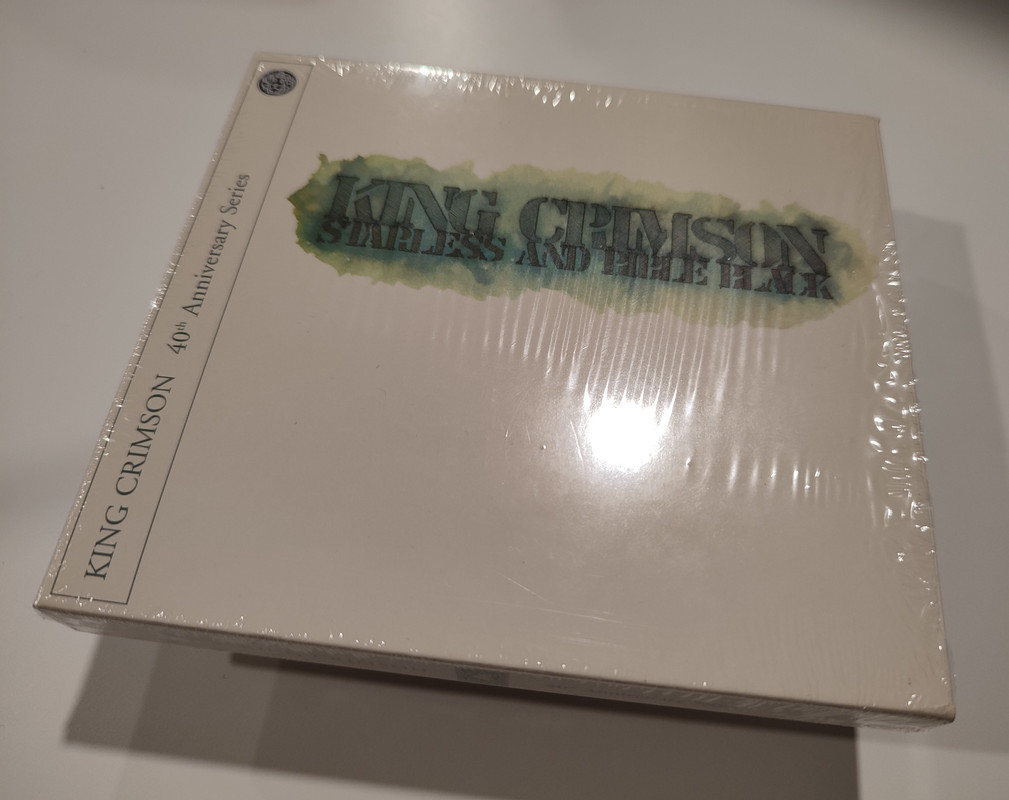 KING CRIMSON 40th Anniversary Series
KING CRIMSON
STARLESS AND BIBLE BLACK